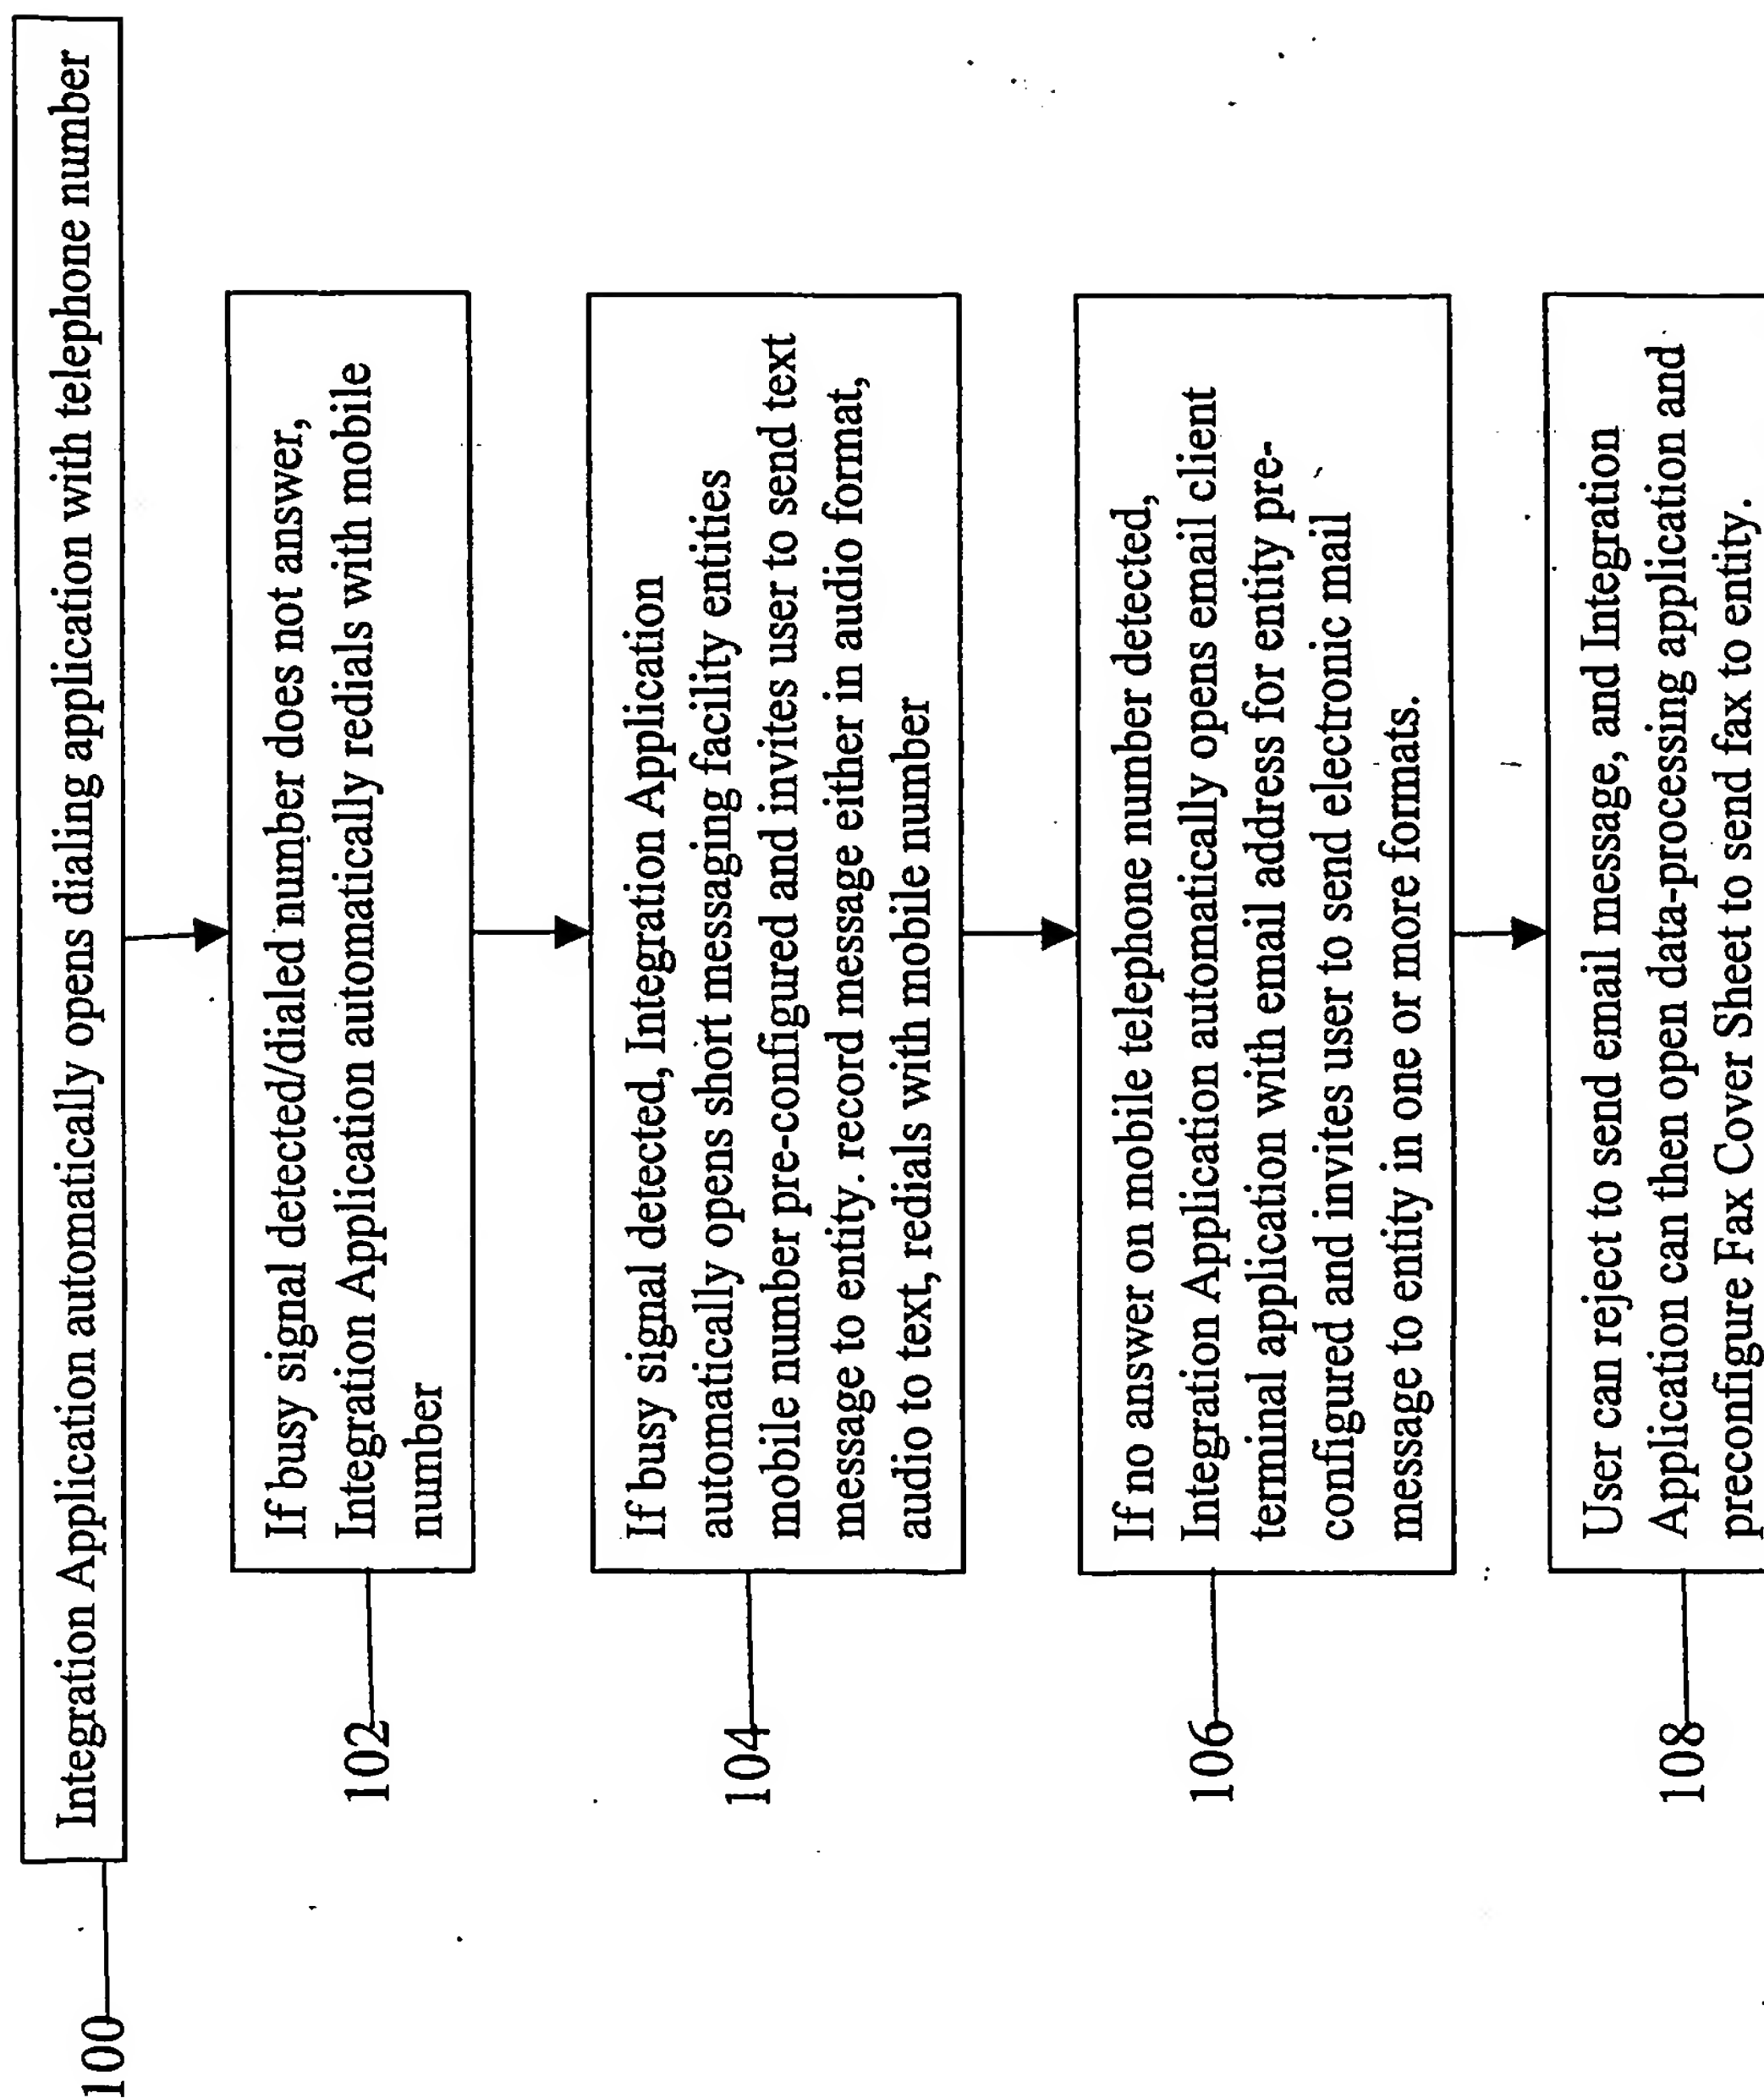 100
Integration Application automatically opens dialing application with telephone number
102
If busy signal detected/dialed number does not answer,
Integration Application automatically redials with mobile
number
104
If busy signal detected, Integration Application
automatically opens short messaging facility entities
mobile number pre-configured and invites user to send text
message to entity. record message either in audio format,
audio to text, redials with mobile number
106
If no answer on mobile telephone number detected,
Integration Application automatically opens email client
terminal application with email address for entity pre-
configured and invites user to send electronic mail
message to entity in one or more formats.
108
User can reject to send email message, and Integration
Application can then open data-processing application and
preconfigure Fax Cover Sheet to send fax to entity.